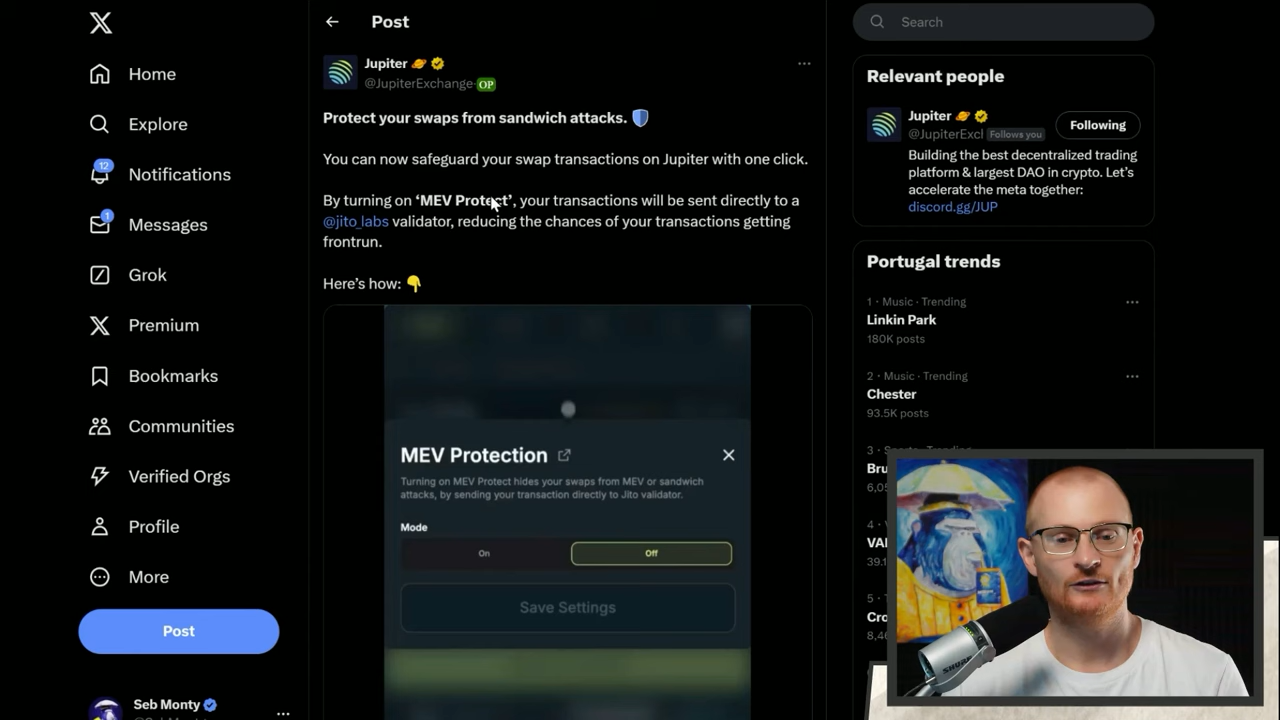 Post
Search
Home
Explore
12
Notifications
1
Messages
Grok
Premium
Bookmarks
Communities
Verified Orgs
Profile
More
Post
Seb Monty
Jupiter
@JupiterExchange
OP
Protect your swaps from sandwich attacks.
You can now safeguard your swap transactions on Jupiter with one click.
By turning on ‘MEV Protect’, your transactions will be sent directly to a
@jito_labs validator, reducing the chances of your transactions getting
frontrun.
Here’s how:
MEV Protection
Turning on MEV Protect hides your swaps from MEV or sandwich
attacks, by sending your transaction directly to Jito validator.
Mode
On
Off
Save Settings
Relevant people
Jupiter
@JupiterExcl Follows you
Following
Building the best decentralized trading
platform & largest DAO in crypto. Let’s
accelerate the meta together:
discord.gg/JUP
Portugal trends
1 · Music · Trending
Linkin Park
180K posts
2 · Music · Trending
Chester
93.5K posts
SHURE